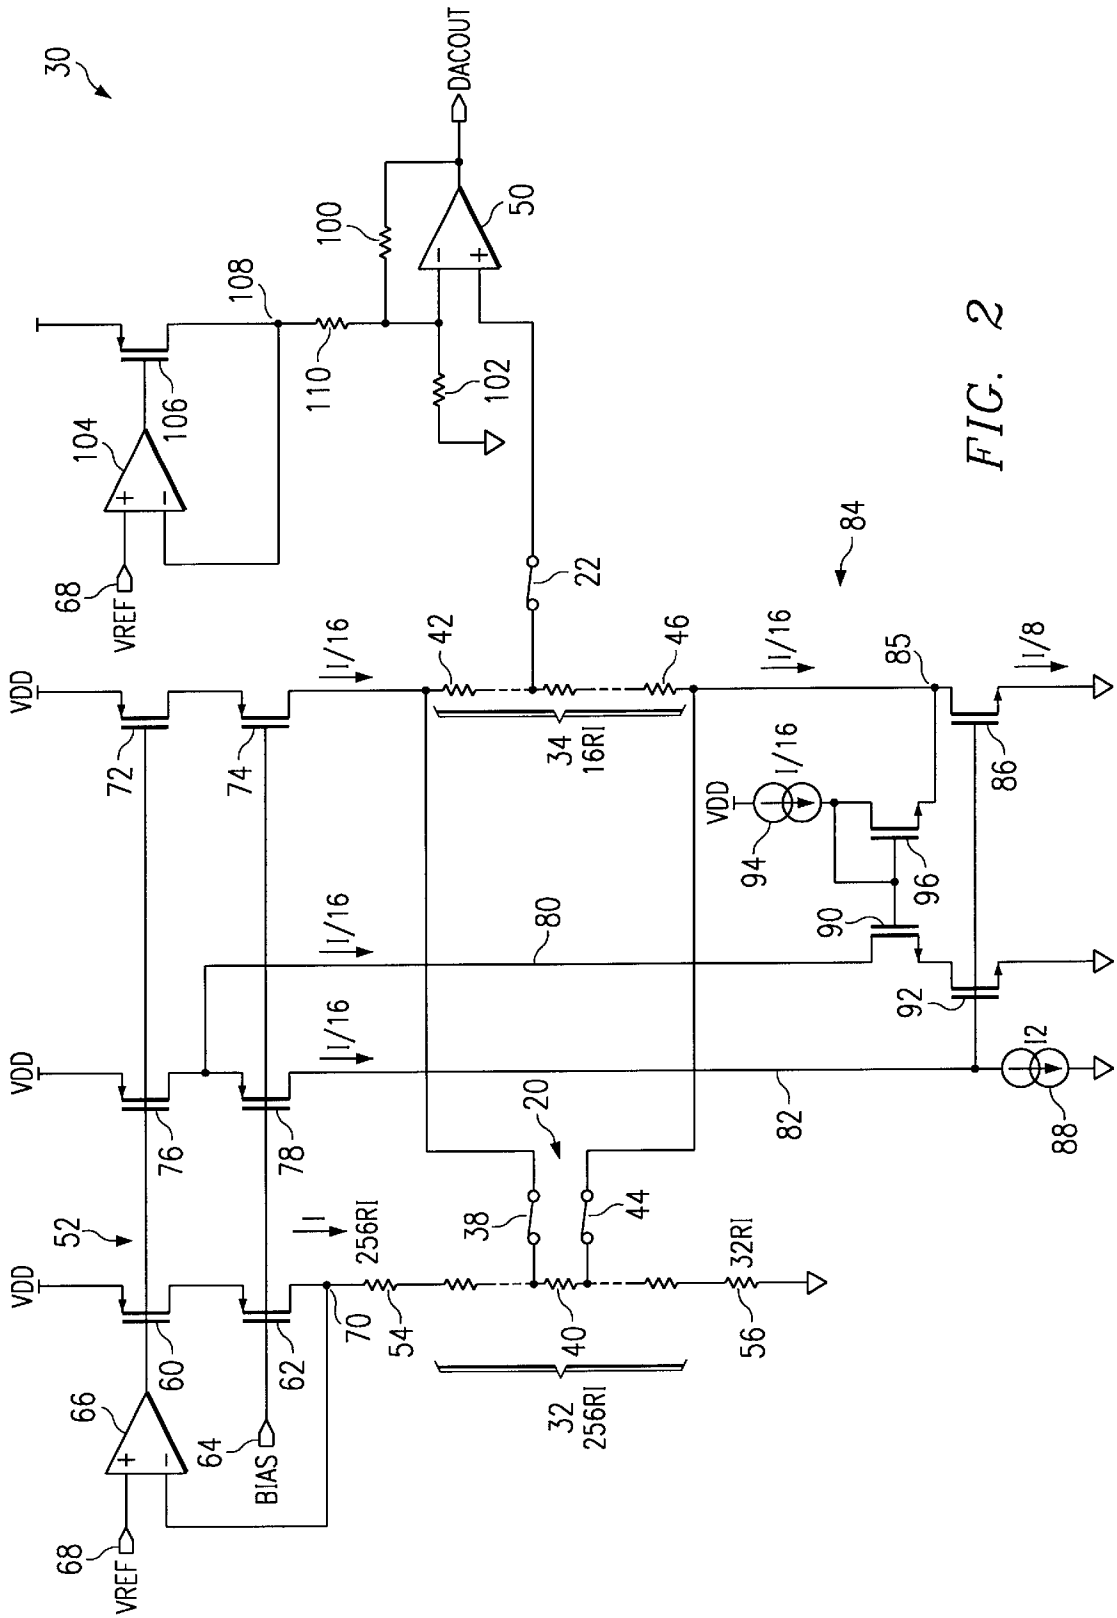 30
VREF
68
66
52
VDD
60
62
64
BIAS
70
I
256RI
54
32
256RI
40
56
32RI
38
44
20
VDD
76
78
I/16
82
80
I/16
VDD
72
74
I/16
42
34
16RI
46
22
I/16
84
85
VDD
94
I/16
96
90
92
86
I/8
88
I2
VREF
68
104
106
108
110
100
102
50
DACOUT
+
-
+
-
-
+
FIG. 2